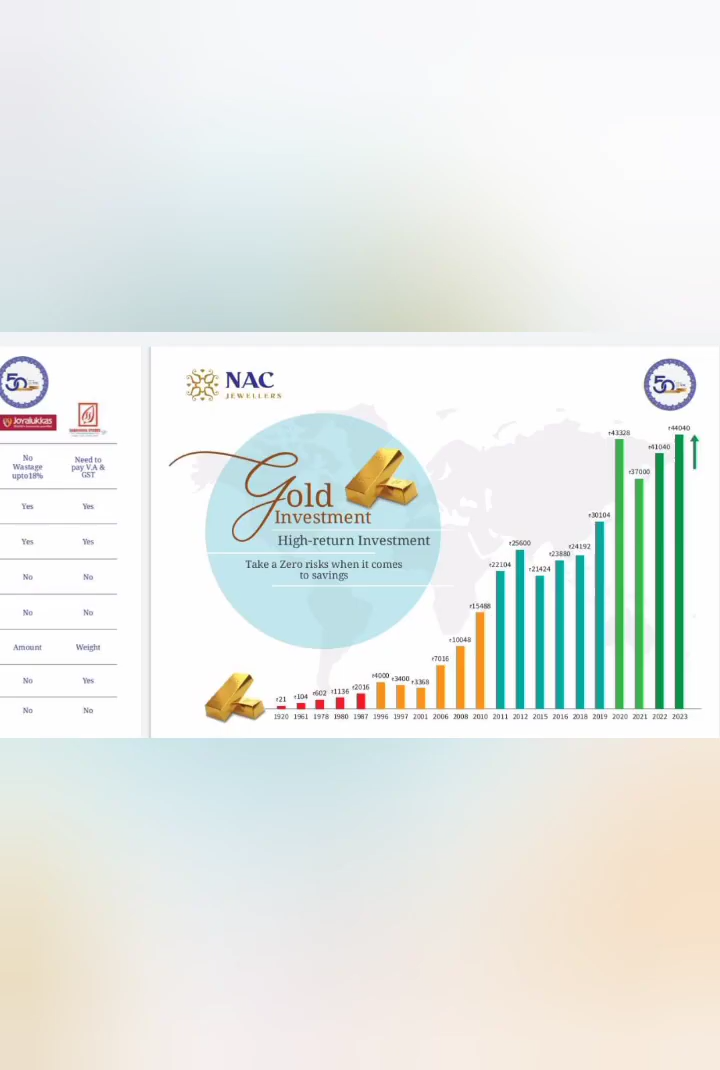 50
Joyalukkas
No
Wastage
upto18%
Need to
pay V,A &
GST
Yes
Yes
Yes
Yes
No
No
No
No
Amount
Weight
No
Yes
No
No
NAC
JEWELLERS
50
Gold
Investment
High-return Investment
Take a Zero risks when it comes
to savings
₹21
₹104
₹602
₹1136
₹2016
₹4000
₹3400
₹3368
₹7016
₹10048
₹15488
₹22104
₹25600
₹21424
₹23880
₹24192
₹30104
₹43328
₹37000
₹41040
₹44040
1920 1961 1978 1980 1987 1996 1997 2001 2006 2008 2010 2011 2012 2015 2016 2018 2019 2020 2021 2022 2023